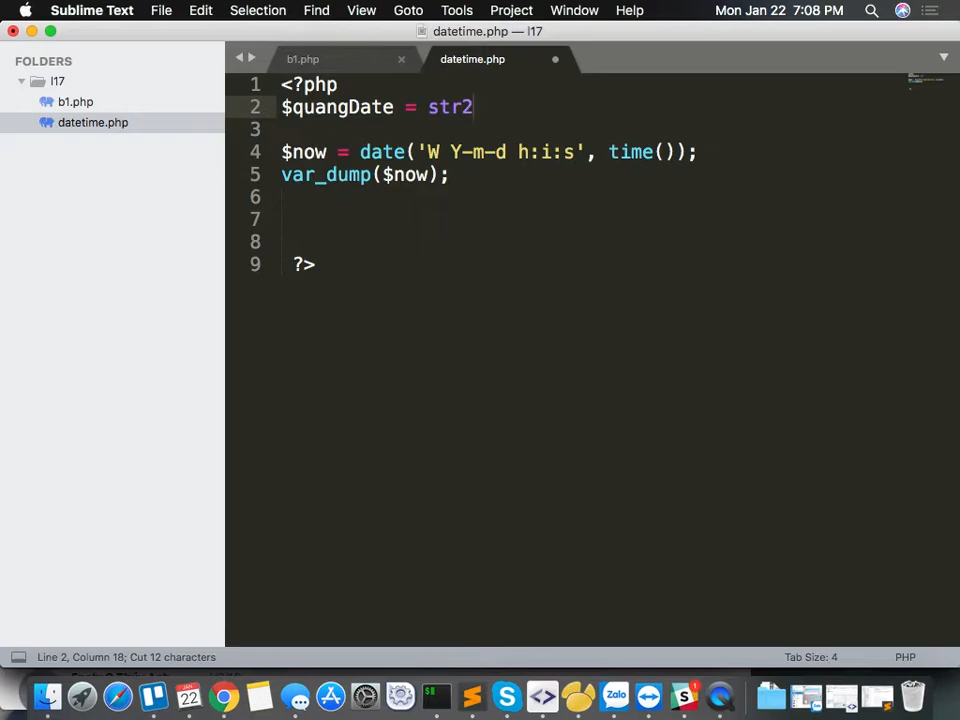 Sublime Text File Edit Selection Find Goto Tools Project Window Help Mon Jan 22 7:08 PM
datetime.php — l17
FOLDERS
l17
b1.php
datetime.php
b1.php × datetime.php
1 <?php
2 $quangDate = str2
3
4 $now = date('W Y-m-d h:i:s', time());
5 var_dump($now);
6
7
8
9 ?>
Line 2, Column 18; Cut 12 characters Tab Size: 4 PHP
22 Zalo 1